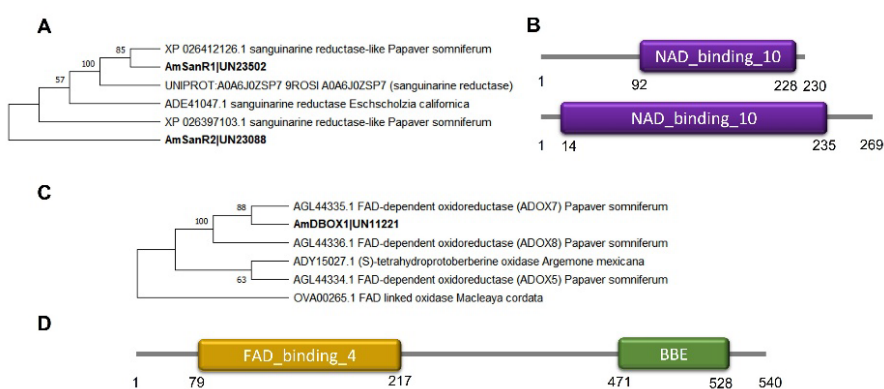 A
85
XP 026412126.1 sanguinarine reductase-like Papaver somniferum
100
AmSanR1|UN23502
57
UNIPROT:A0A6J0ZSP7 9ROSI A0A6J0ZSP7 (sanguinarine reductase)
ADE41047.1 sanguinarine reductase Eschscholzia californica
XP 026397103.1 sanguinarine reductase-like Papaver somniferum
AmSanR2|UN23088
B
NAD_binding_10
1 92 228 230
NAD_binding_10
1 14 235 269
C
88
AGL44335.1 FAD-dependent oxidoreductase (ADOX7) Papaver somniferum
100
AmDBOX1|UN11221
AGL44336.1 FAD-dependent oxidoreductase (ADOX8) Papaver somniferum
ADY15027.1 (S)-tetrahydroprotoberberine oxidase Argemone mexicana
63
AGL44334.1 FAD-dependent oxidoreductase (ADOX5) Papaver somniferum
OVA00265.1 FAD linked oxidase Macleaya cordata
D
FAD_binding_4 BBE
1 79 217 471 528 540